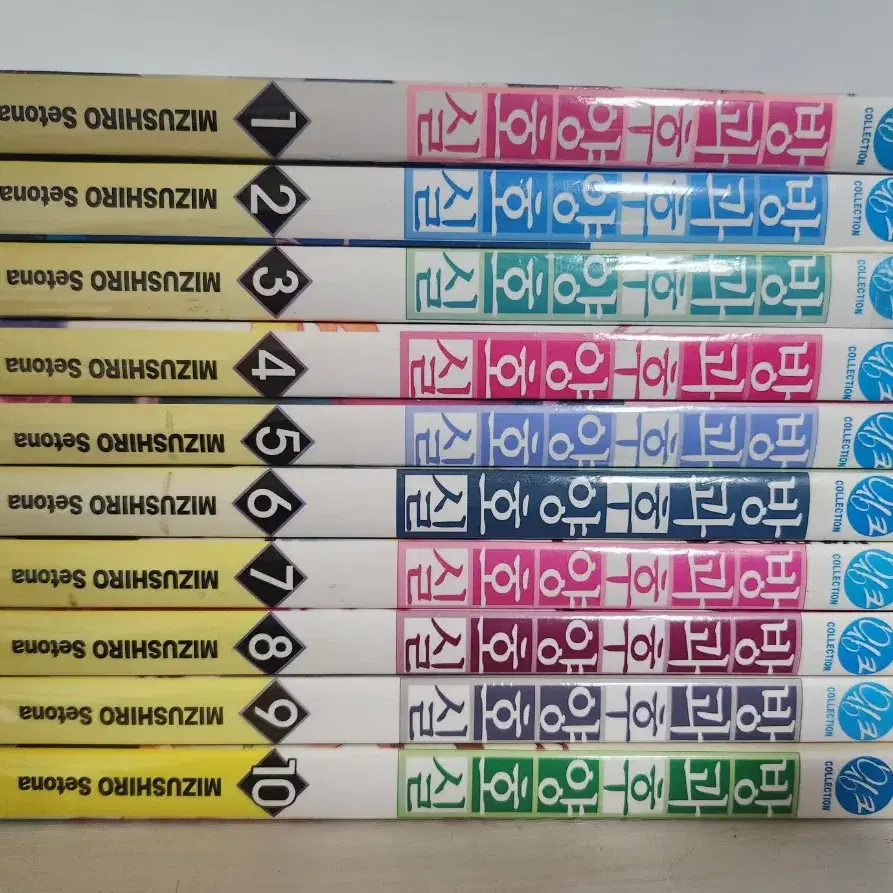 COLLECTION 방과후양호실 1 MIZUSHIRO Setona
COLLECTION 방과후양호실 2 MIZUSHIRO Setona
COLLECTION 방과후양호실 3 MIZUSHIRO Setona
COLLECTION 방과후양호실 4 MIZUSHIRO Setona
COLLECTION 방과후양호실 5 MIZUSHIRO Setona
COLLECTION 방과후양호실 6 MIZUSHIRO Setona
COLLECTION 방과후양호실 7 MIZUSHIRO Setona
COLLECTION 방과후양호실 8 MIZUSHIRO Setona
COLLECTION 방과후양호실 9 MIZUSHIRO Setona
COLLECTION 방과후양호실 10 MIZUSHIRO Setona